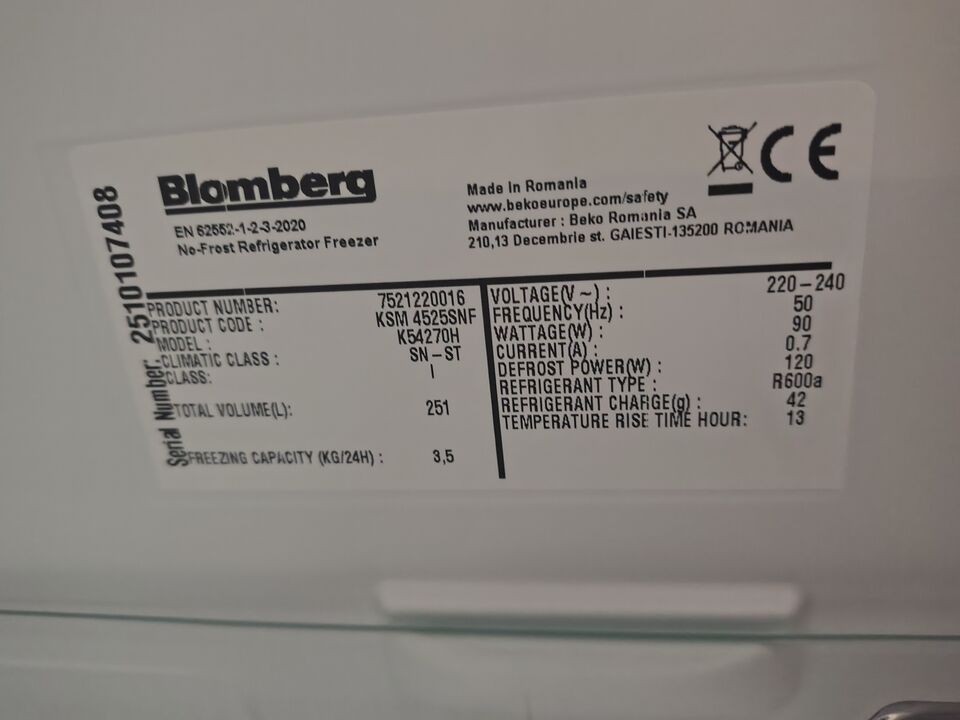 Blomberg
EN 62552-1-2-3-2020
No-Frost Refrigerator Freezer
Made In Romania
www.bekoeurope.com/safety
Manufacturer : Beko Romania SA
210,13 Decembrie st. GAIESTI-135200 ROMANIA
CE
Serial Number: 2510107408
PRODUCT NUMBER: 7521220016
PRODUCT CODE : KSM 4525SNF
MODEL : K54270H
CLIMATIC CLASS : SN-ST
CLASS: I
TOTAL VOLUME(L): 251
FREEZING CAPACITY (KG/24H) : 3,5
VOLTAGE(V ~) : 220-240
FREQUENCY(Hz) : 50
WATTAGE(W) : 90
CURRENT(A) : 0.7
DEFROST POWER(W) : 120
REFRIGERANT TYPE : R600a
REFRIGERANT CHARGE(g) : 42
TEMPERATURE RISE TIME HOUR: 13